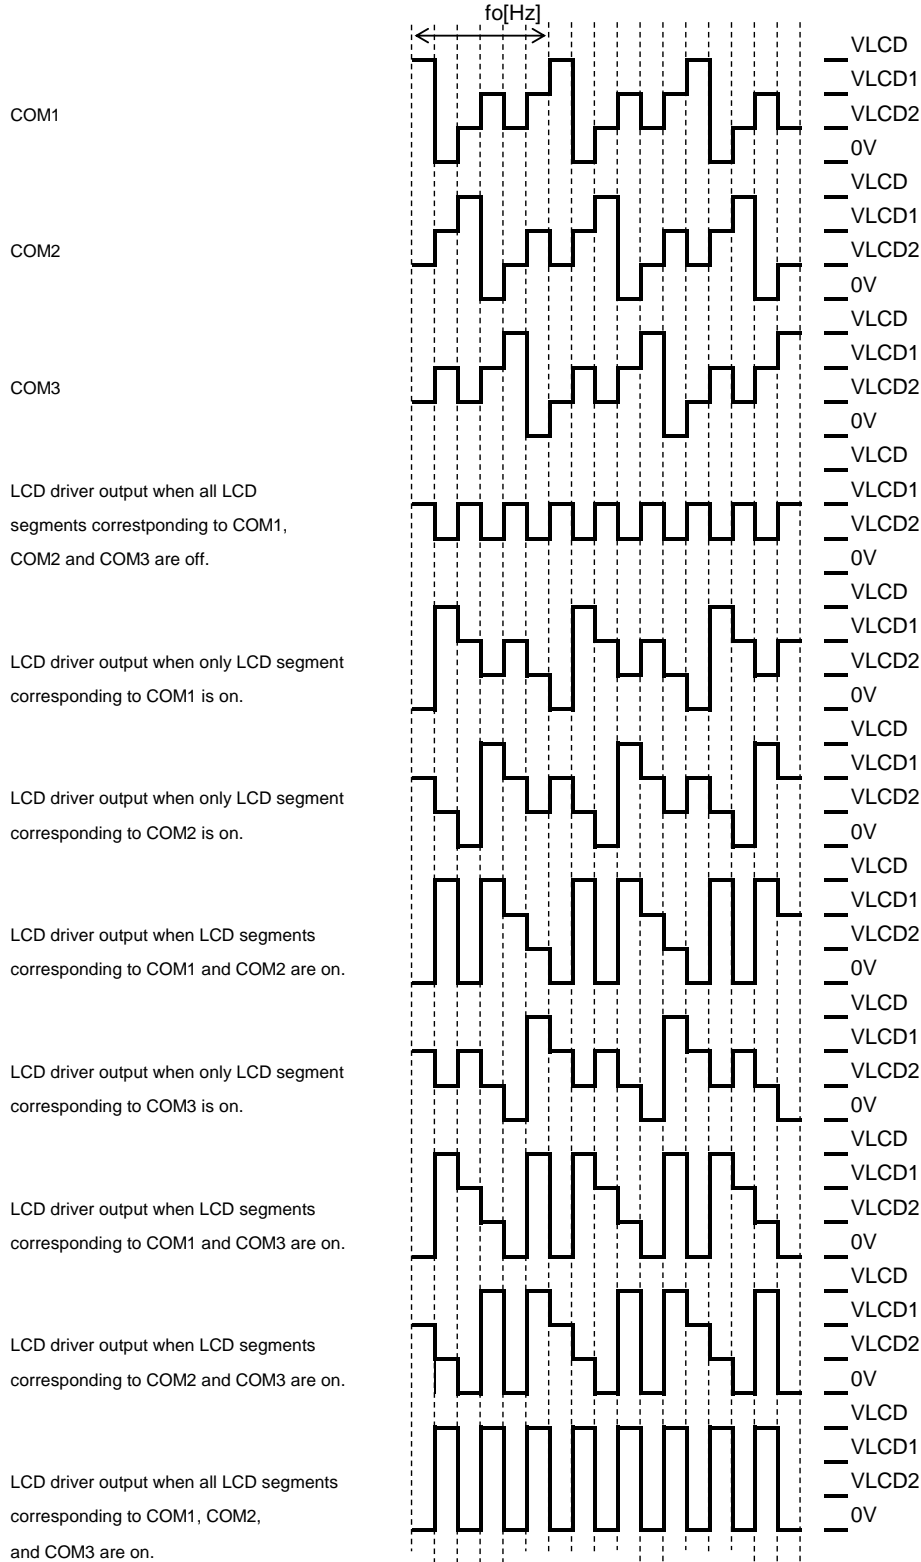 fo[Hz]
VLCD
VLCD1
COM1
VLCD2
0V
VLCD
VLCD1
COM2
VLCD2
0V
VLCD
VLCD1
COM3
VLCD2
0V
VLCD
LCD driver output when all LCD
VLCD1
segments correstponding to COM1,
VLCD2
COM2 and COM3 are off.
0V
VLCD
VLCD1
LCD driver output when only LCD segment
VLCD2
corresponding to COM1 is on.
0V
VLCD
VLCD1
LCD driver output when only LCD segment
VLCD2
corresponding to COM2 is on.
0V
VLCD
VLCD1
LCD driver output when LCD segments
VLCD2
corresponding to COM1 and COM2 are on.
0V
VLCD
VLCD1
LCD driver output when only LCD segment
VLCD2
corresponding to COM3 is on.
0V
VLCD
VLCD1
LCD driver output when LCD segments
VLCD2
corresponding to COM1 and COM3 are on.
0V
VLCD
VLCD1
LCD driver output when LCD segments
VLCD2
corresponding to COM2 and COM3 are on.
0V
VLCD
VLCD1
LCD driver output when all LCD segments
VLCD2
corresponding to COM1, COM2,
0V
and COM3 are on.